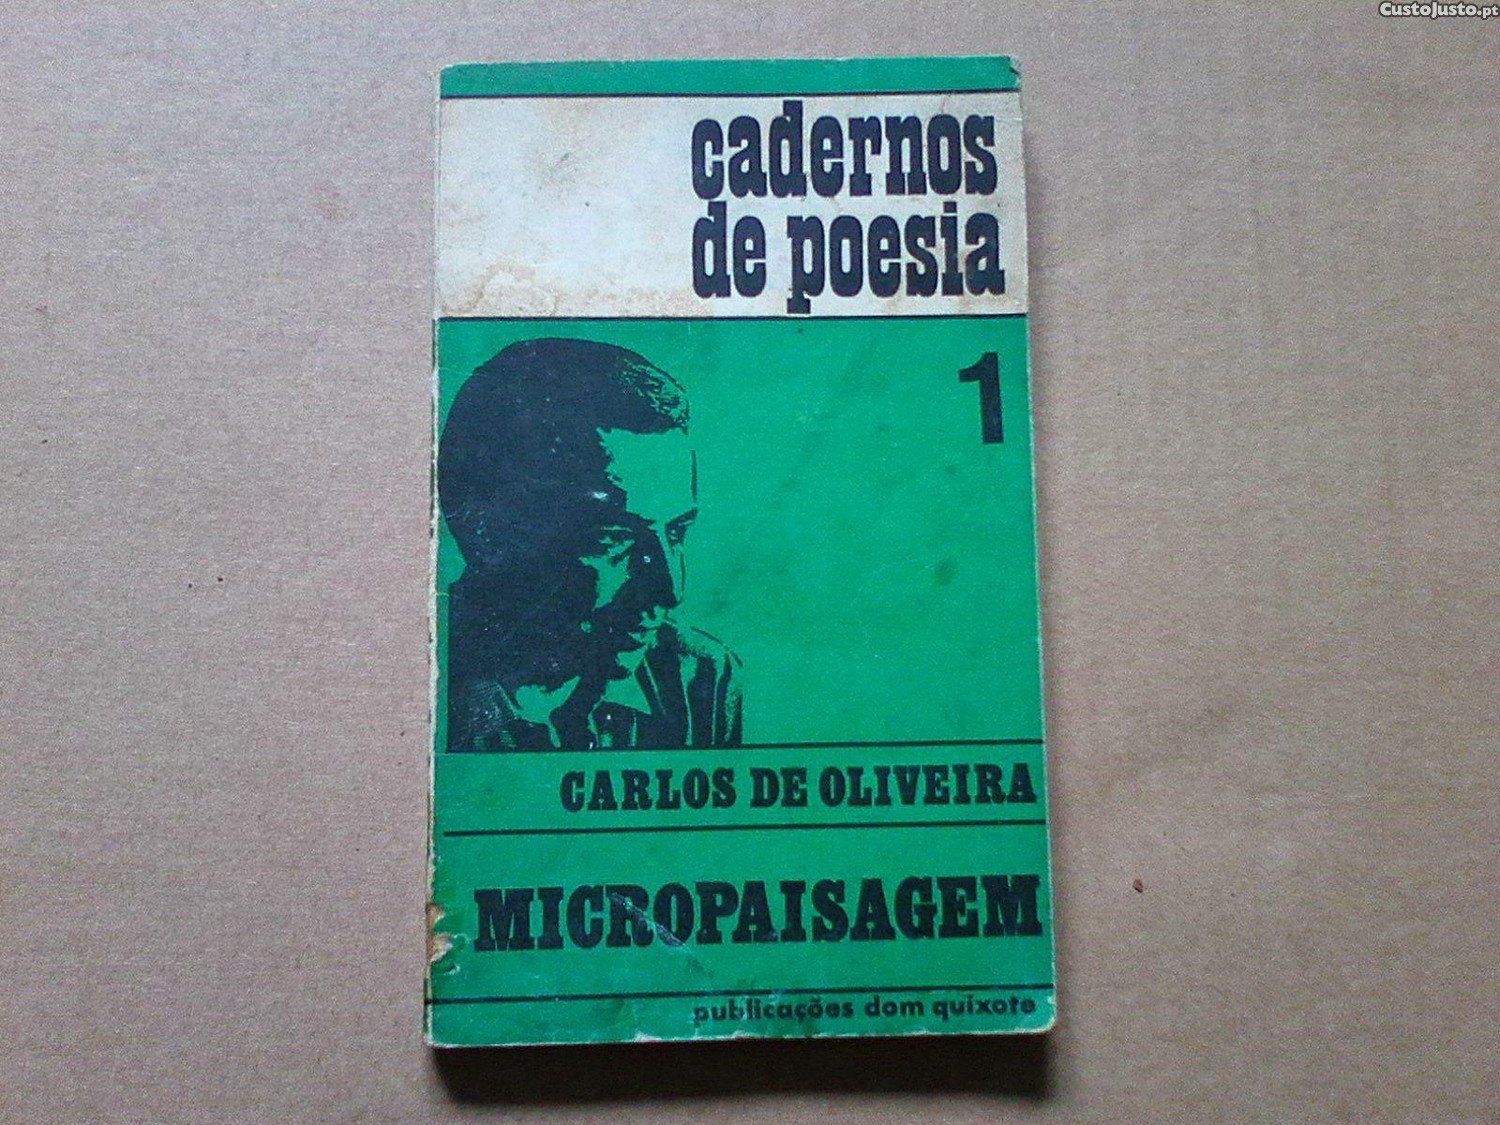 CustoJusto.pt
cadernos
de poesia
1
CARLOS DE OLIVEIRA
MICROPAISAGEM
publicações dom quixote